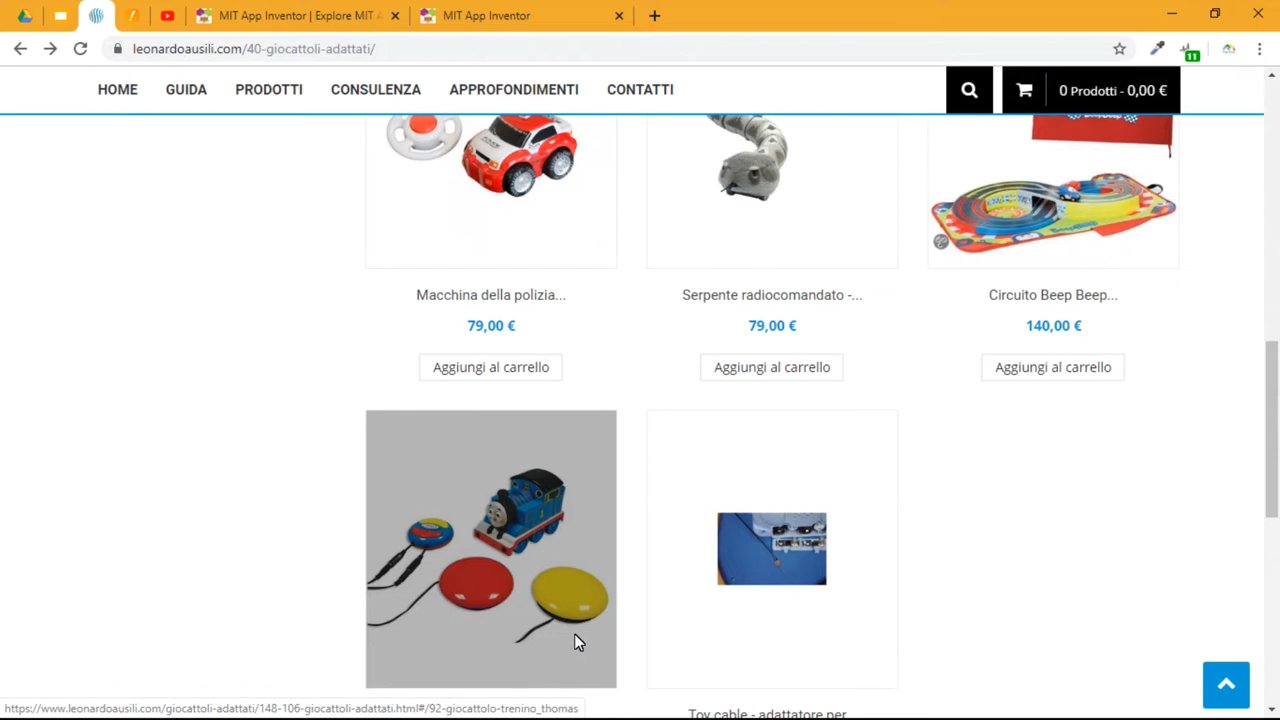 MIT App Inventor | Explore MIT A
MIT App Inventor
leonardoausili.com/40-giocattoli-adattati/
11
HOME
GUIDA
PRODOTTI
CONSULENZA
APPROFONDIMENTI
CONTATTI
0 Prodotti - 0,00 €
Macchina della polizia...
79,00 €
Aggiungi al carrello
Serpente radiocomandato -...
79,00 €
Aggiungi al carrello
Circuito Beep Beep...
140,00 €
Aggiungi al carrello
Toy cable - adattatore per
https://www.leonardoausili.com/giocattoli-adattati/148-106-giocattoli-adattati.html#/92-giocattolo-trenino_thomas